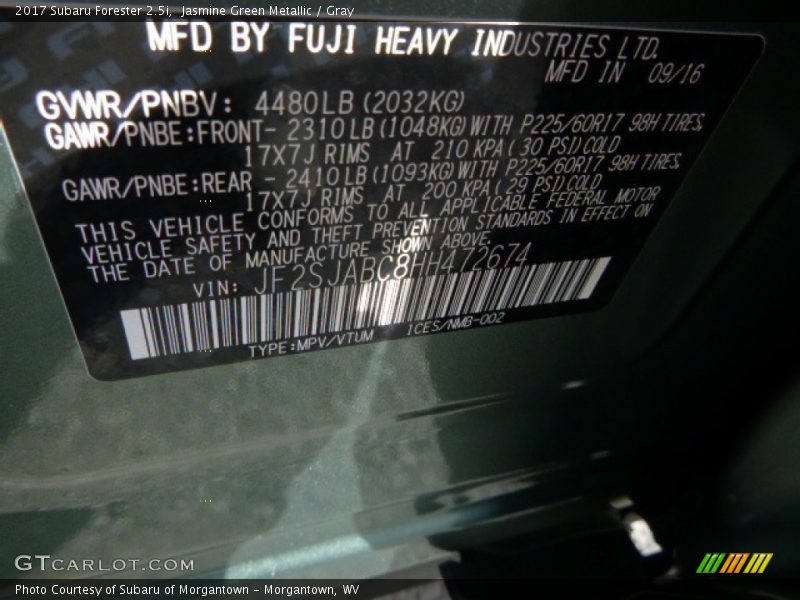 2017 Subaru Forester 2.5i, Jasmine Green Metallic / Gray
MFD BY FUJI HEAVY INDUSTRIES LTD.
MFD IN 09/16
GVWR/PNBV: 4480LB (2032KG)
GAWR/PNBE:FRONT- 2310LB (1048KG) WITH P225/60R17 98H TIRES,
17X7J RIMS AT 210 KPA (30 PSI) COLD
GAWR/PNBE:REAR - 2410LB (1093KG) WITH P225/60R17 98H TIRES,
17X7J RIMS AT 200 KPA (29 PSI) COLD
THIS VEHICLE CONFORMS TO ALL APPLICABLE FEDERAL MOTOR
VEHICLE SAFETY AND THEFT PREVENTION STANDARDS IN EFFECT ON
THE DATE OF MANUFACTURE SHOWN ABOVE.
VIN: JF2SJABC8HH472674
TYPE:MPV/VTUM 1CES/NMB-002
GTCARLOT.COM
Photo Courtesy of Subaru of Morgantown - Morgantown, WV